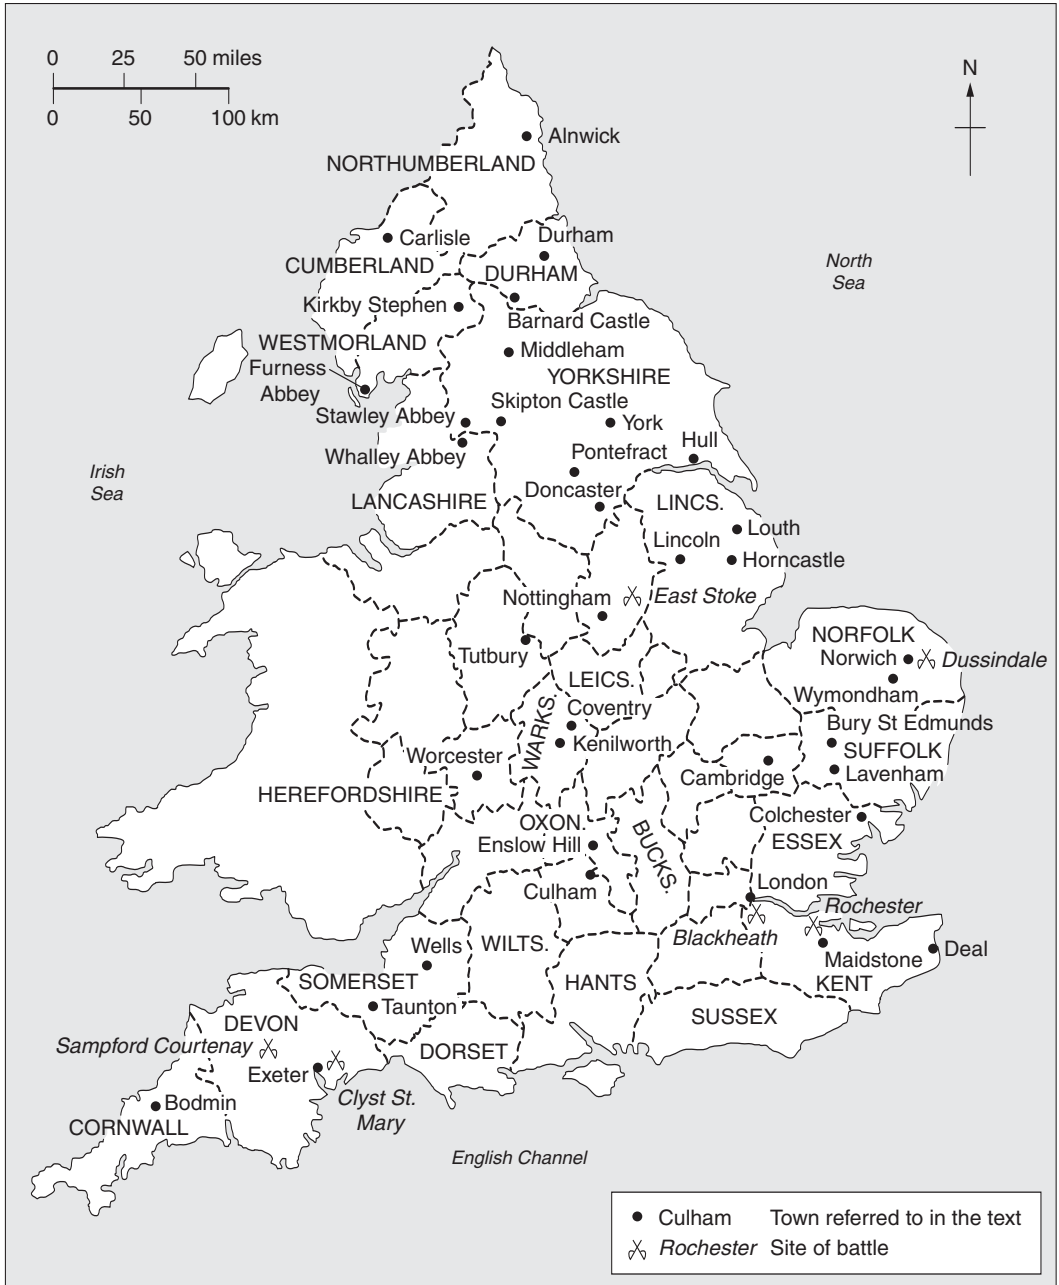 0 25 50 miles
0 50 100 km
N
Alnwick
NORTHUMBERLAND
Carlisle
Durham
CUMBERLAND
DURHAM
North
Sea
Kirkby Stephen
Barnard Castle
WESTMORLAND
Middleham
Furness
Abbey
YORKSHIRE
Skipton Castle
Stawley Abbey
York
Whalley Abbey
Pontefract
Hull
Irish
Sea
Doncaster
LANCASHIRE
LINCS.
Louth
Lincoln
Horncastle
Nottingham
East Stoke
NORFOLK
Tutbury
Norwich
Dussindale
LEICS.
Wymondham
Coventry
WARKS.
Bury St Edmunds
Kenilworth
SUFFOLK
Worcester
Cambridge
Lavenham
HEREFORDSHIRE
OXON.
Colchester
Enslow Hill
BUCKS.
ESSEX
Culham
London
Rochester
Blackheath
Wells
WILTS.
Maidstone
Deal
SOMERSET
HANTS
KENT
Taunton
SUSSEX
DEVON
Sampford Courtenay
DORSET
Exeter
Clyst St.
Mary
Bodmin
CORNWALL
English Channel
Culham Town referred to in the text
Rochester Site of battle